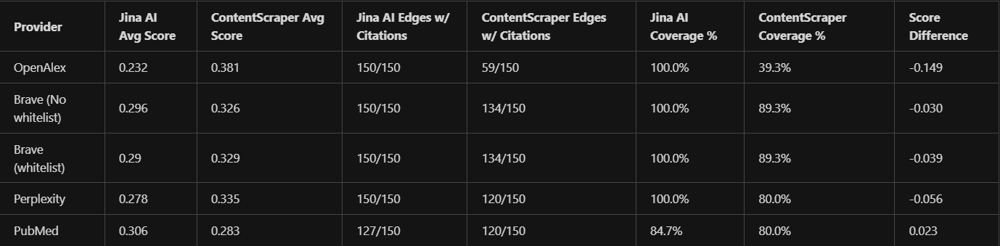 Provider
Jina AI
Avg Score
ContentScraper Avg
Score
Jina AI Edges w/
Citations
ContentScraper Edges
w/ Citations
Jina AI
Coverage %
ContentScraper
Coverage %
Score
Difference
OpenAlex 0.232 0.381 150/150 59/150 100.0% 39.3% -0.149
Brave (No
whitelist)
0.296 0.326 150/150 134/150 100.0% 89.3% -0.030
Brave
(whitelist)
0.29 0.329 150/150 134/150 100.0% 89.3% -0.039
Perplexity 0.278 0.335 150/150 120/150 100.0% 80.0% -0.056
PubMed 0.306 0.283 127/150 120/150 84.7% 80.0% 0.023